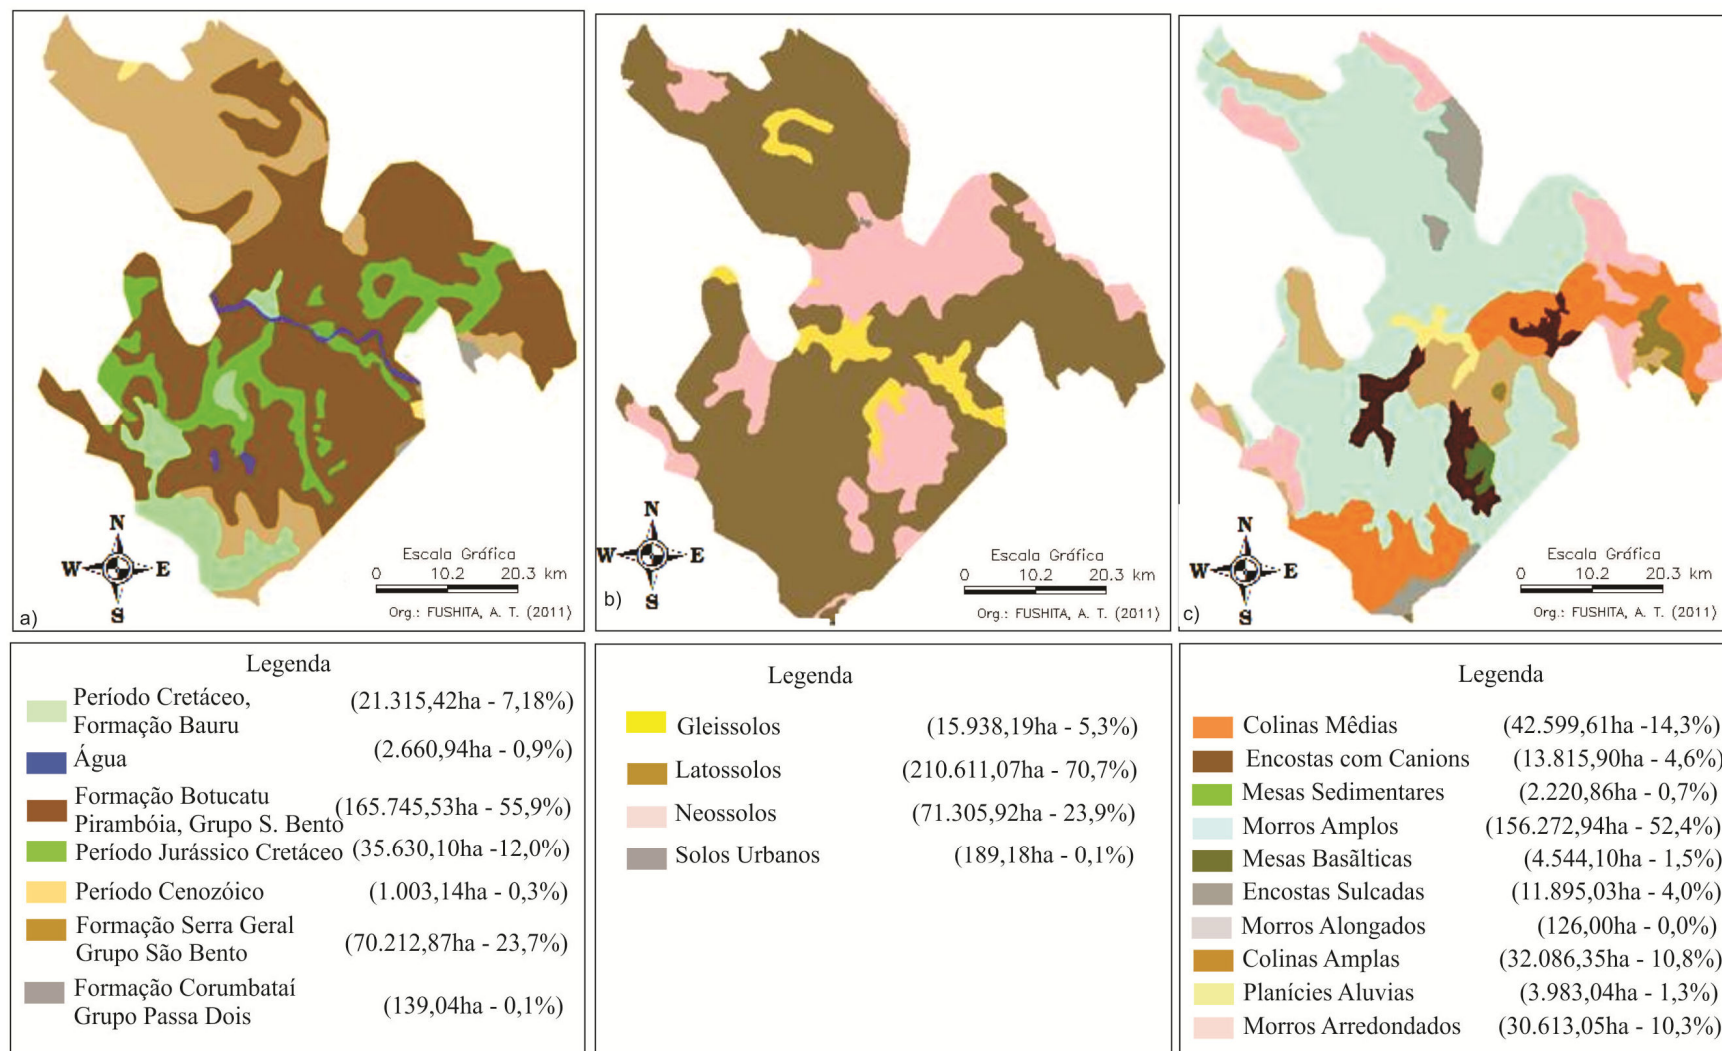 N
W E
S
Escala Gráfica
0 10.2 20.3 km
Org.: FUSHITA, A. T. (2011)
a)
N
W E
S
Escala Gráfica
0 10.2 20.3 km
Org.: FUSHITA, A. T. (2011)
b)
N
W E
S
Escala Gráfica
0 10.2 20.3 km
Org.: FUSHITA, A. T. (2011)
c)
Legenda
Período Cretáceo, (21.315,42ha - 7,18%)
Formação Bauru
Água (2.660,94ha - 0,9%)
Formação Botucatu (165.745,53ha - 55,9%)
Pirambóia, Grupo S. Bento
Período Jurássico Cretáceo (35.630,10ha -12,0%)
Período Cenozóico (1.003,14ha - 0,3%)
Formação Serra Geral
Grupo São Bento (70.212,87ha - 23,7%)
Formação Corumbataí
Grupo Passa Dois (139,04ha - 0,1%)
Legenda
Gleissolos (15.938,19ha - 5,3%)
Latossolos (210.611,07ha - 70,7%)
Neossolos (71.305,92ha - 23,9%)
Solos Urbanos (189,18ha - 0,1%)
Legenda
Colinas Mêdias (42.599,61ha -14,3%)
Encostas com Canions (13.815,90ha - 4,6%)
Mesas Sedimentares (2.220,86ha - 0,7%)
Morros Amplos (156.272,94ha - 52,4%)
Mesas Basãlticas (4.544,10ha - 1,5%)
Encostas Sulcadas (11.895,03ha - 4,0%)
Morros Alongados (126,00ha - 0,0%)
Colinas Amplas (32.086,35ha - 10,8%)
Planícies Aluvias (3.983,04ha - 1,3%)
Morros Arredondados (30.613,05ha - 10,3%)